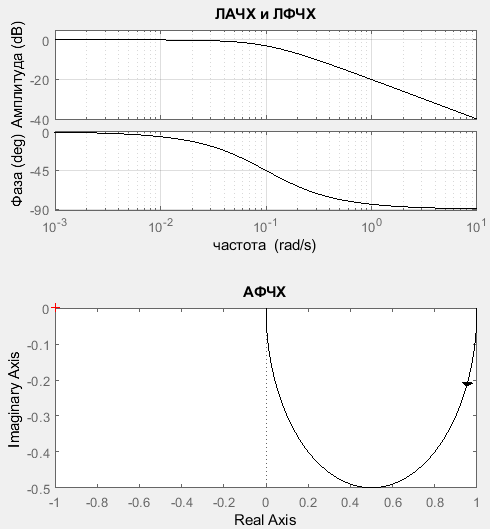 ЛАЧХ и ЛФЧХ
Амплитуда (dB)
0
-20
-40
Фаза (deg)
0
-45
-90
10^-3 10^-2 10^-1 10^0 10^1
частота (rad/s)
АФЧХ
Imaginary Axis
0
-0.1
-0.2
-0.3
-0.4
-0.5
-1 -0.8 -0.6 -0.4 -0.2 0 0.2 0.4 0.6 0.8 1
Real Axis